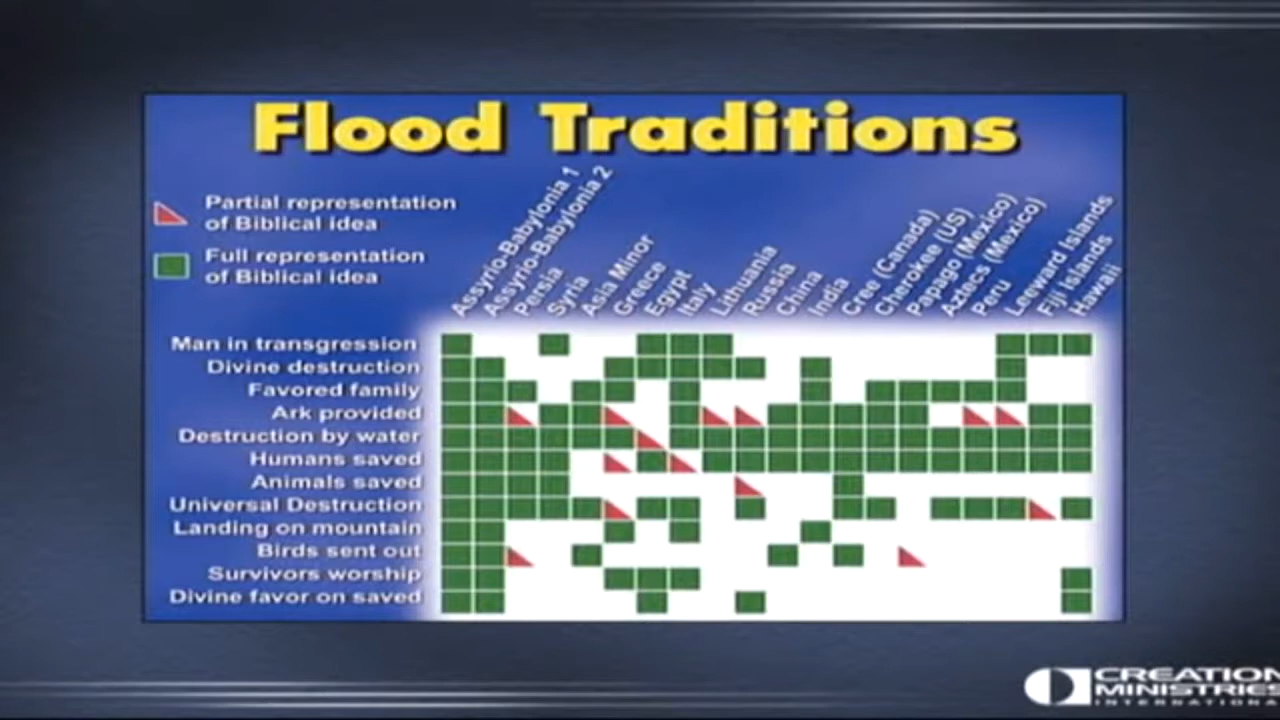 Flood Traditions
Partial representation
of Biblical idea
Full representation
of Biblical idea
Assyrio-Babylonia 1
Assyrio-Babylonia 2
Persia
Syria
Asia Minor
Greece
Egypt
Italy
Lithuania
Russia
China
India
Cree (Canada)
Cherokee (US)
Papago (Mexico)
Aztecs (Mexico)
Peru
Leeward Islands
Fiji Islands
Hawaii
Man in transgression
Divine destruction
Favored family
Ark provided
Destruction by water
Humans saved
Animals saved
Universal Destruction
Landing on mountain
Birds sent out
Survivors worship
Divine favor on saved
CREATION
MINISTRIES
INTERNATIONA